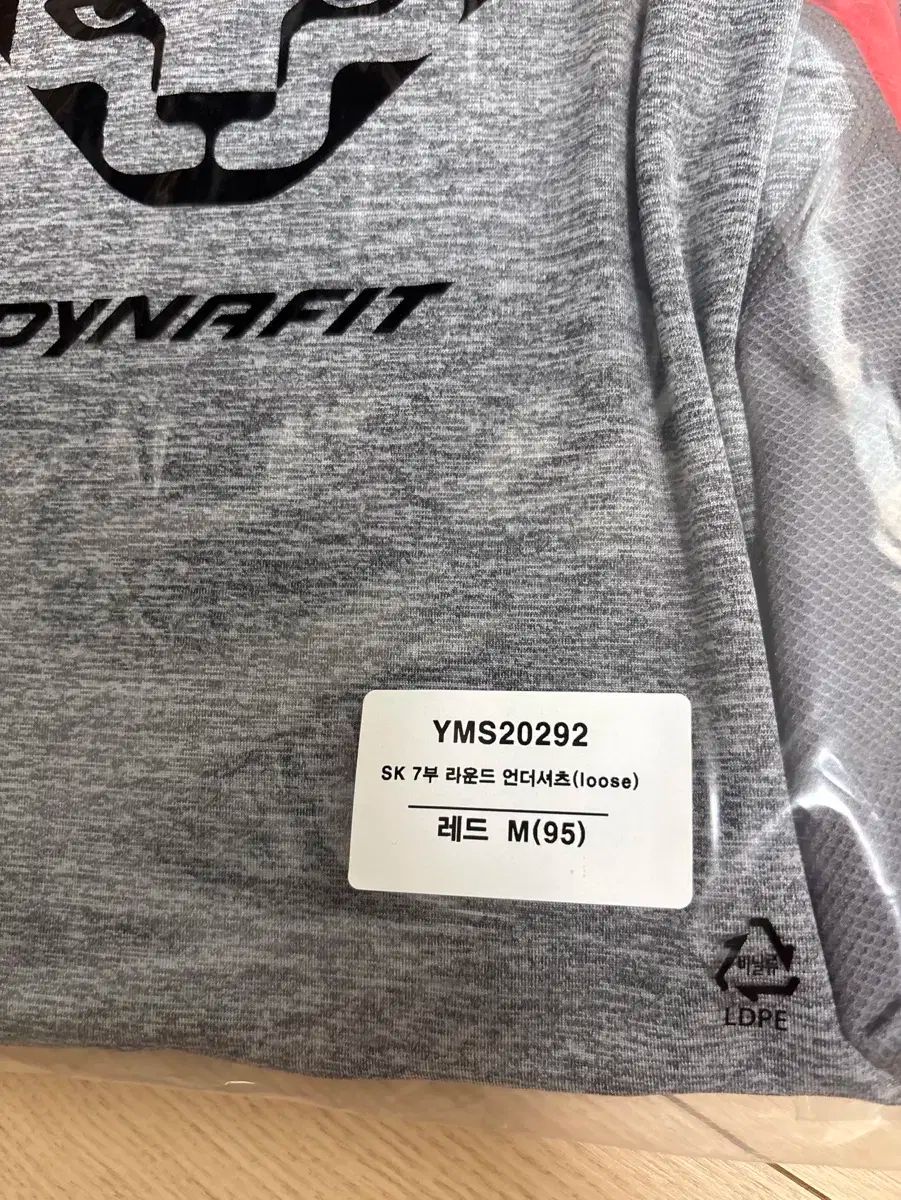 DYNAFIT
YMS20292
SK 7부 라운드 언더셔츠(loose)
레드 M(95)
비닐류
LDPE